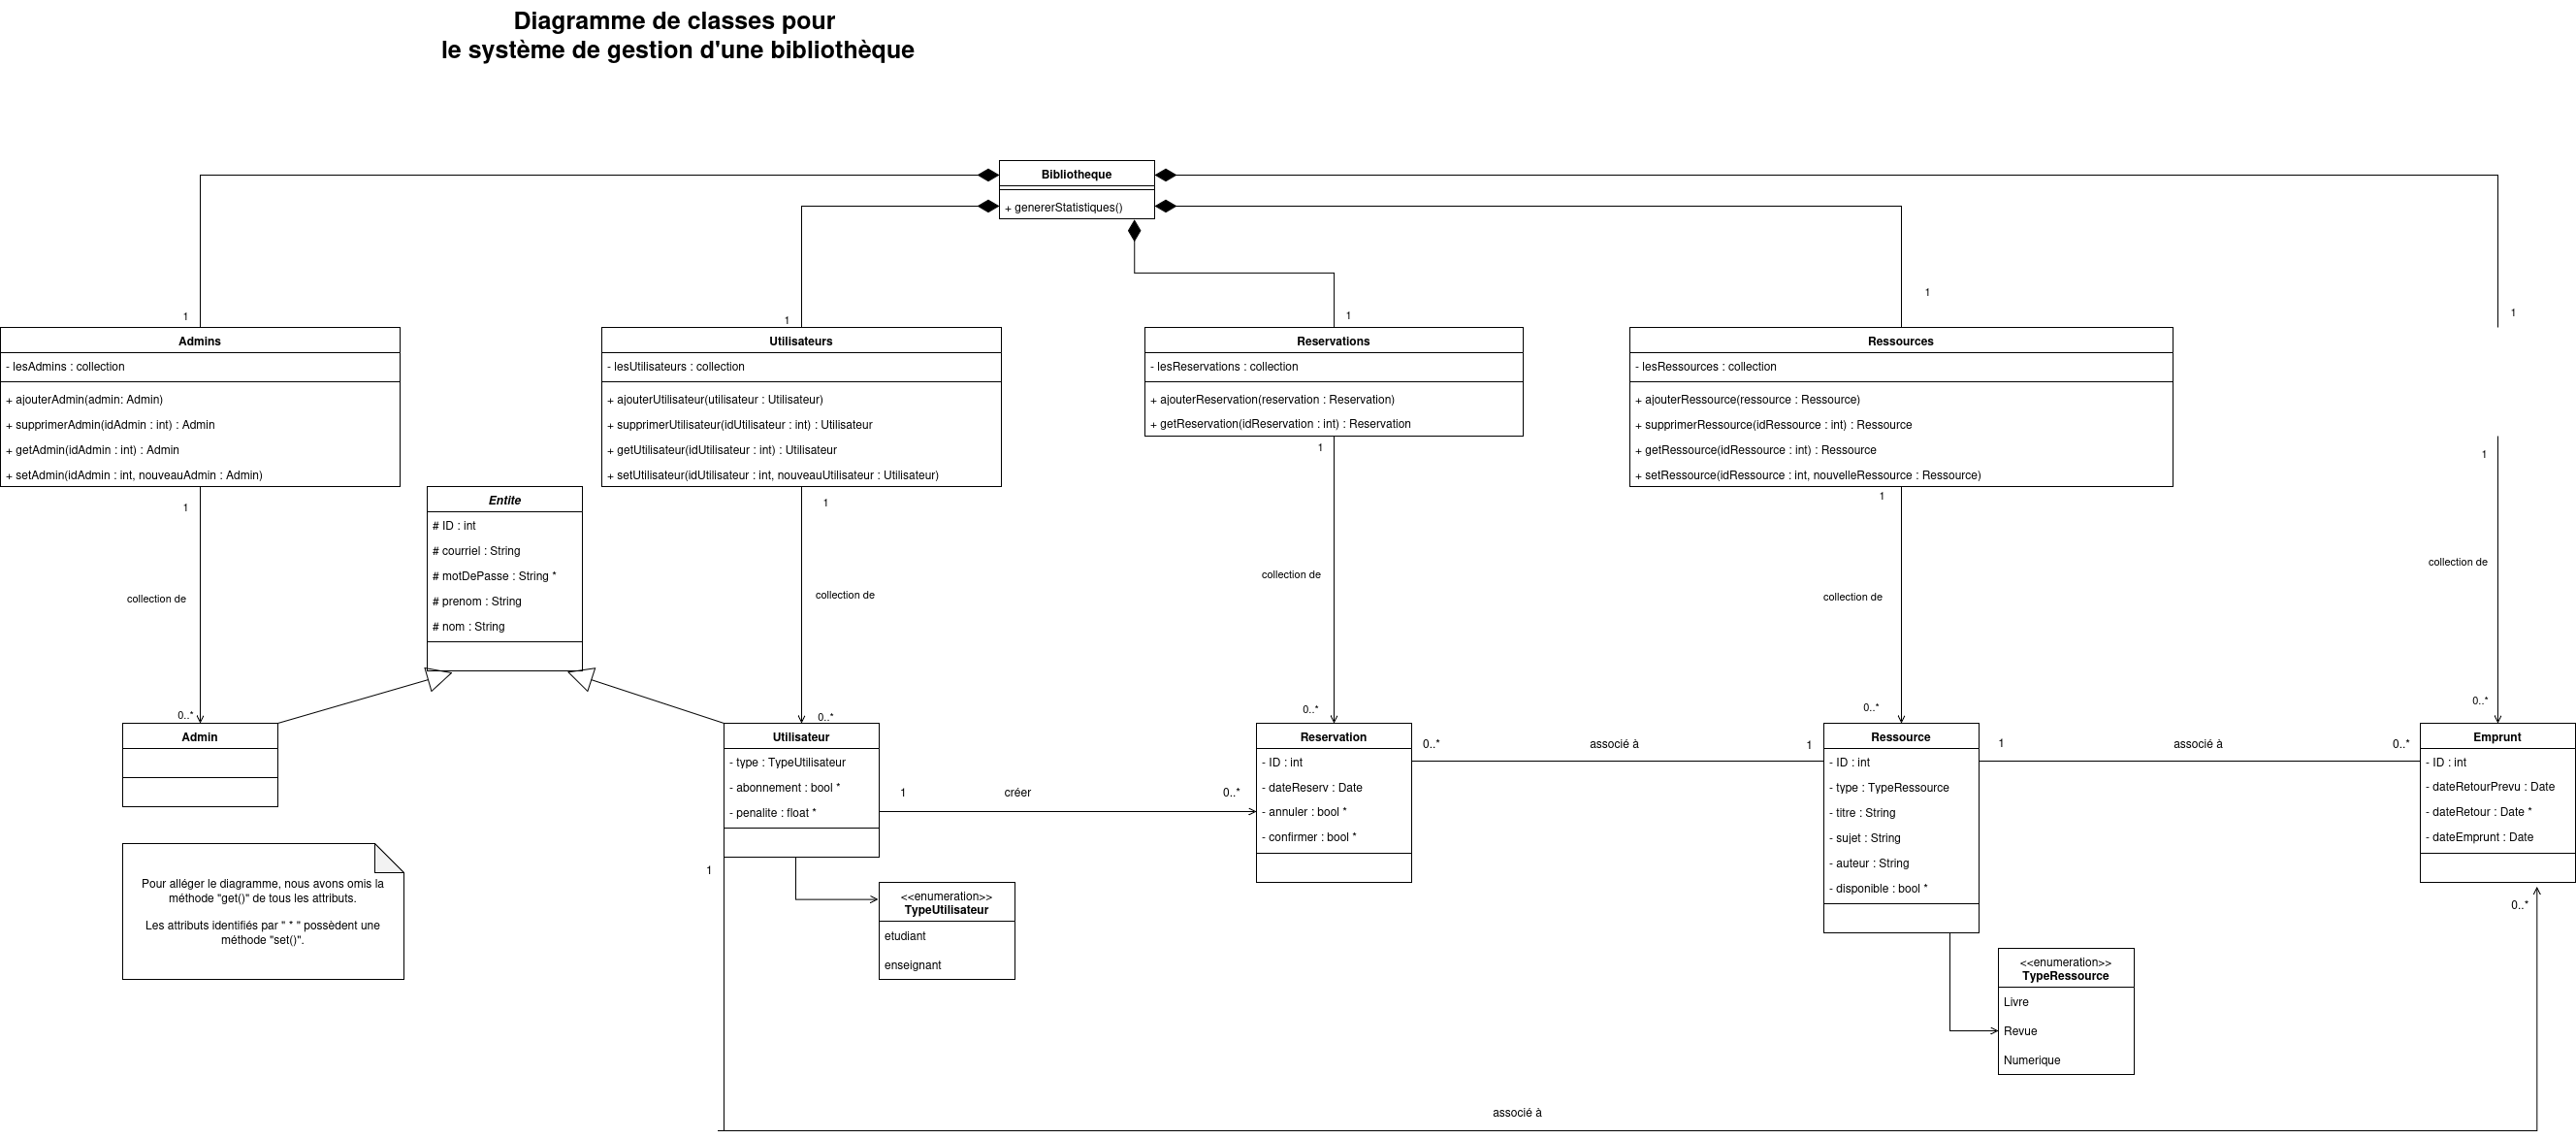 Diagramme de classes pour
le système de gestion d'une bibliothèque
Bibliotheque
+ genererStatistiques()
1
1
1
1
1
Admins
- lesAdmins : collection
+ ajouterAdmin(admin: Admin)
+ supprimerAdmin(idAdmin : int) : Admin
+ getAdmin(idAdmin : int) : Admin
+ setAdmin(idAdmin : int, nouveauAdmin : Admin)
Utilisateurs
- lesUtilisateurs : collection
+ ajouterUtilisateur(utilisateur : Utilisateur)
+ supprimerUtilisateur(idUtilisateur : int) : Utilisateur
+ getUtilisateur(idUtilisateur : int) : Utilisateur
+ setUtilisateur(idUtilisateur : int, nouveauUtilisateur : Utilisateur)
Reservations
- lesReservations : collection
+ ajouterReservation(reservation : Reservation)
+ getReservation(idReservation : int) : Reservation
Ressources
- lesRessources : collection
+ ajouterRessource(ressource : Ressource)
+ supprimerRessource(idRessource : int) : Ressource
+ getRessource(idRessource : int) : Ressource
+ setRessource(idRessource : int, nouvelleRessource : Ressource)
1
1
1
1
1
Entite
# ID : int
# courriel : String
# motDePasse : String *
# prenom : String
# nom : String
collection de
collection de
collection de
collection de
collection de
0..*
0..*
0..*
0..*
0..*
Admin
Utilisateur
- type : TypeUtilisateur
- abonnement : bool *
- penalite : float *
1
créer
0..*
Reservation
- ID : int
- dateReserv : Date
- annuler : bool *
- confirmer : bool *
0..*
associé à
1
Ressource
- ID : int
- type : TypeRessource
- titre : String
- sujet : String
- auteur : String
- disponible : bool *
1
associé à
0..*
Emprunt
- ID : int
- dateRetourPrevu : Date
- dateRetour : Date *
- dateEmprunt : Date
Pour alléger le diagramme, nous avons omis la
méthode "get()" de tous les attributs.
Les attributs identifiés par " * " possèdent une
méthode "set()".
1
<<enumeration>>
TypeUtilisateur
etudiant
enseignant
0..*
<<enumeration>>
TypeRessource
Livre
Revue
Numerique
associé à